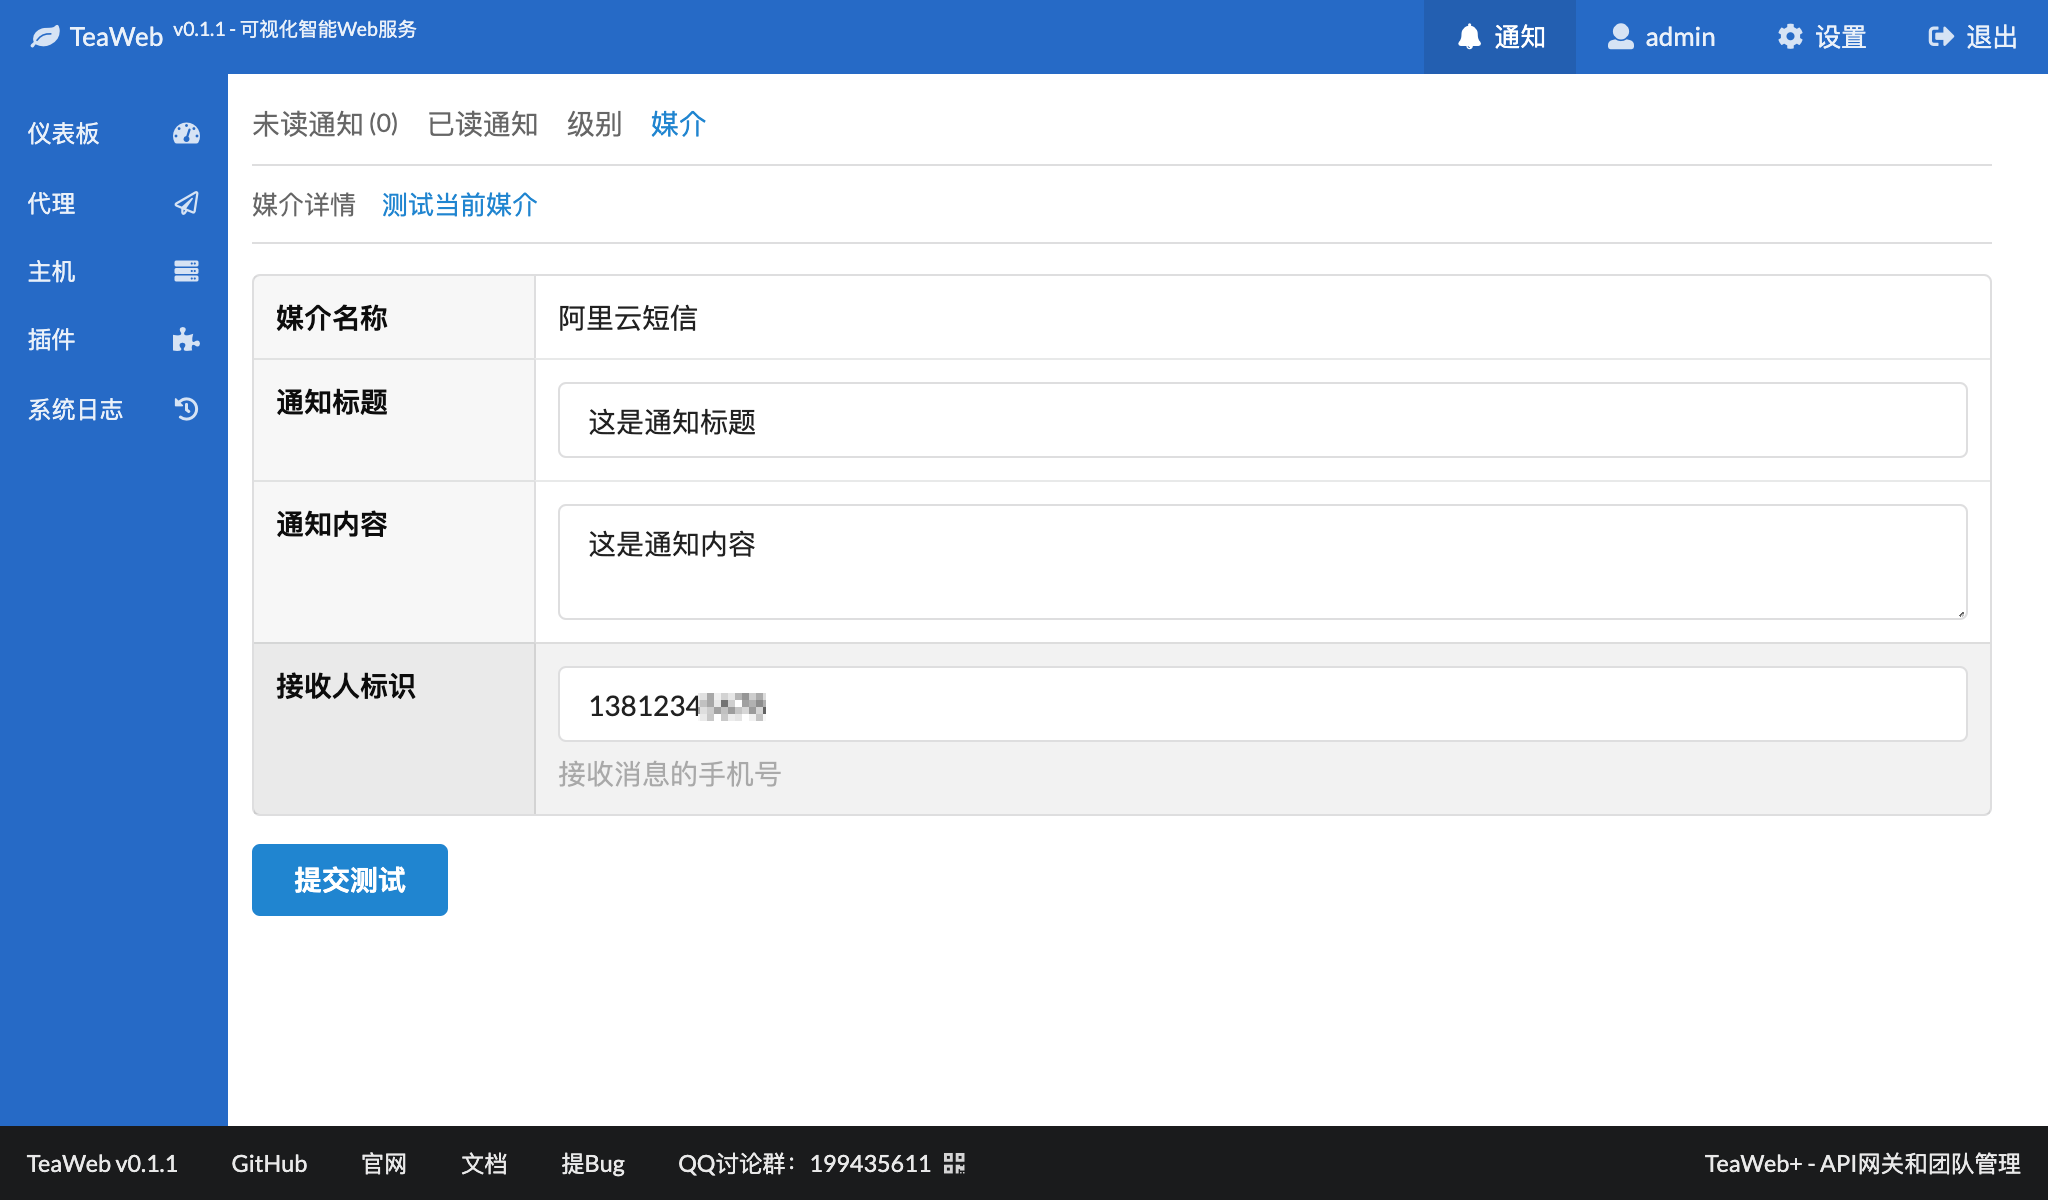 TeaWeb v0.1.1 - 可视化智能Web服务
通知 admin 设置 退出
仪表板
代理
主机
插件
系统日志
未读通知(0) 已读通知 级别 媒介
媒介详情 测试当前媒介
媒介名称 阿里云短信
通知标题 这是通知标题
通知内容 这是通知内容
接收人标识 1381234
接收消息的手机号
提交测试
TeaWeb v0.1.1 GitHub 官网 文档 提Bug QQ讨论群：199435611 TeaWeb+ - API网关和团队管理